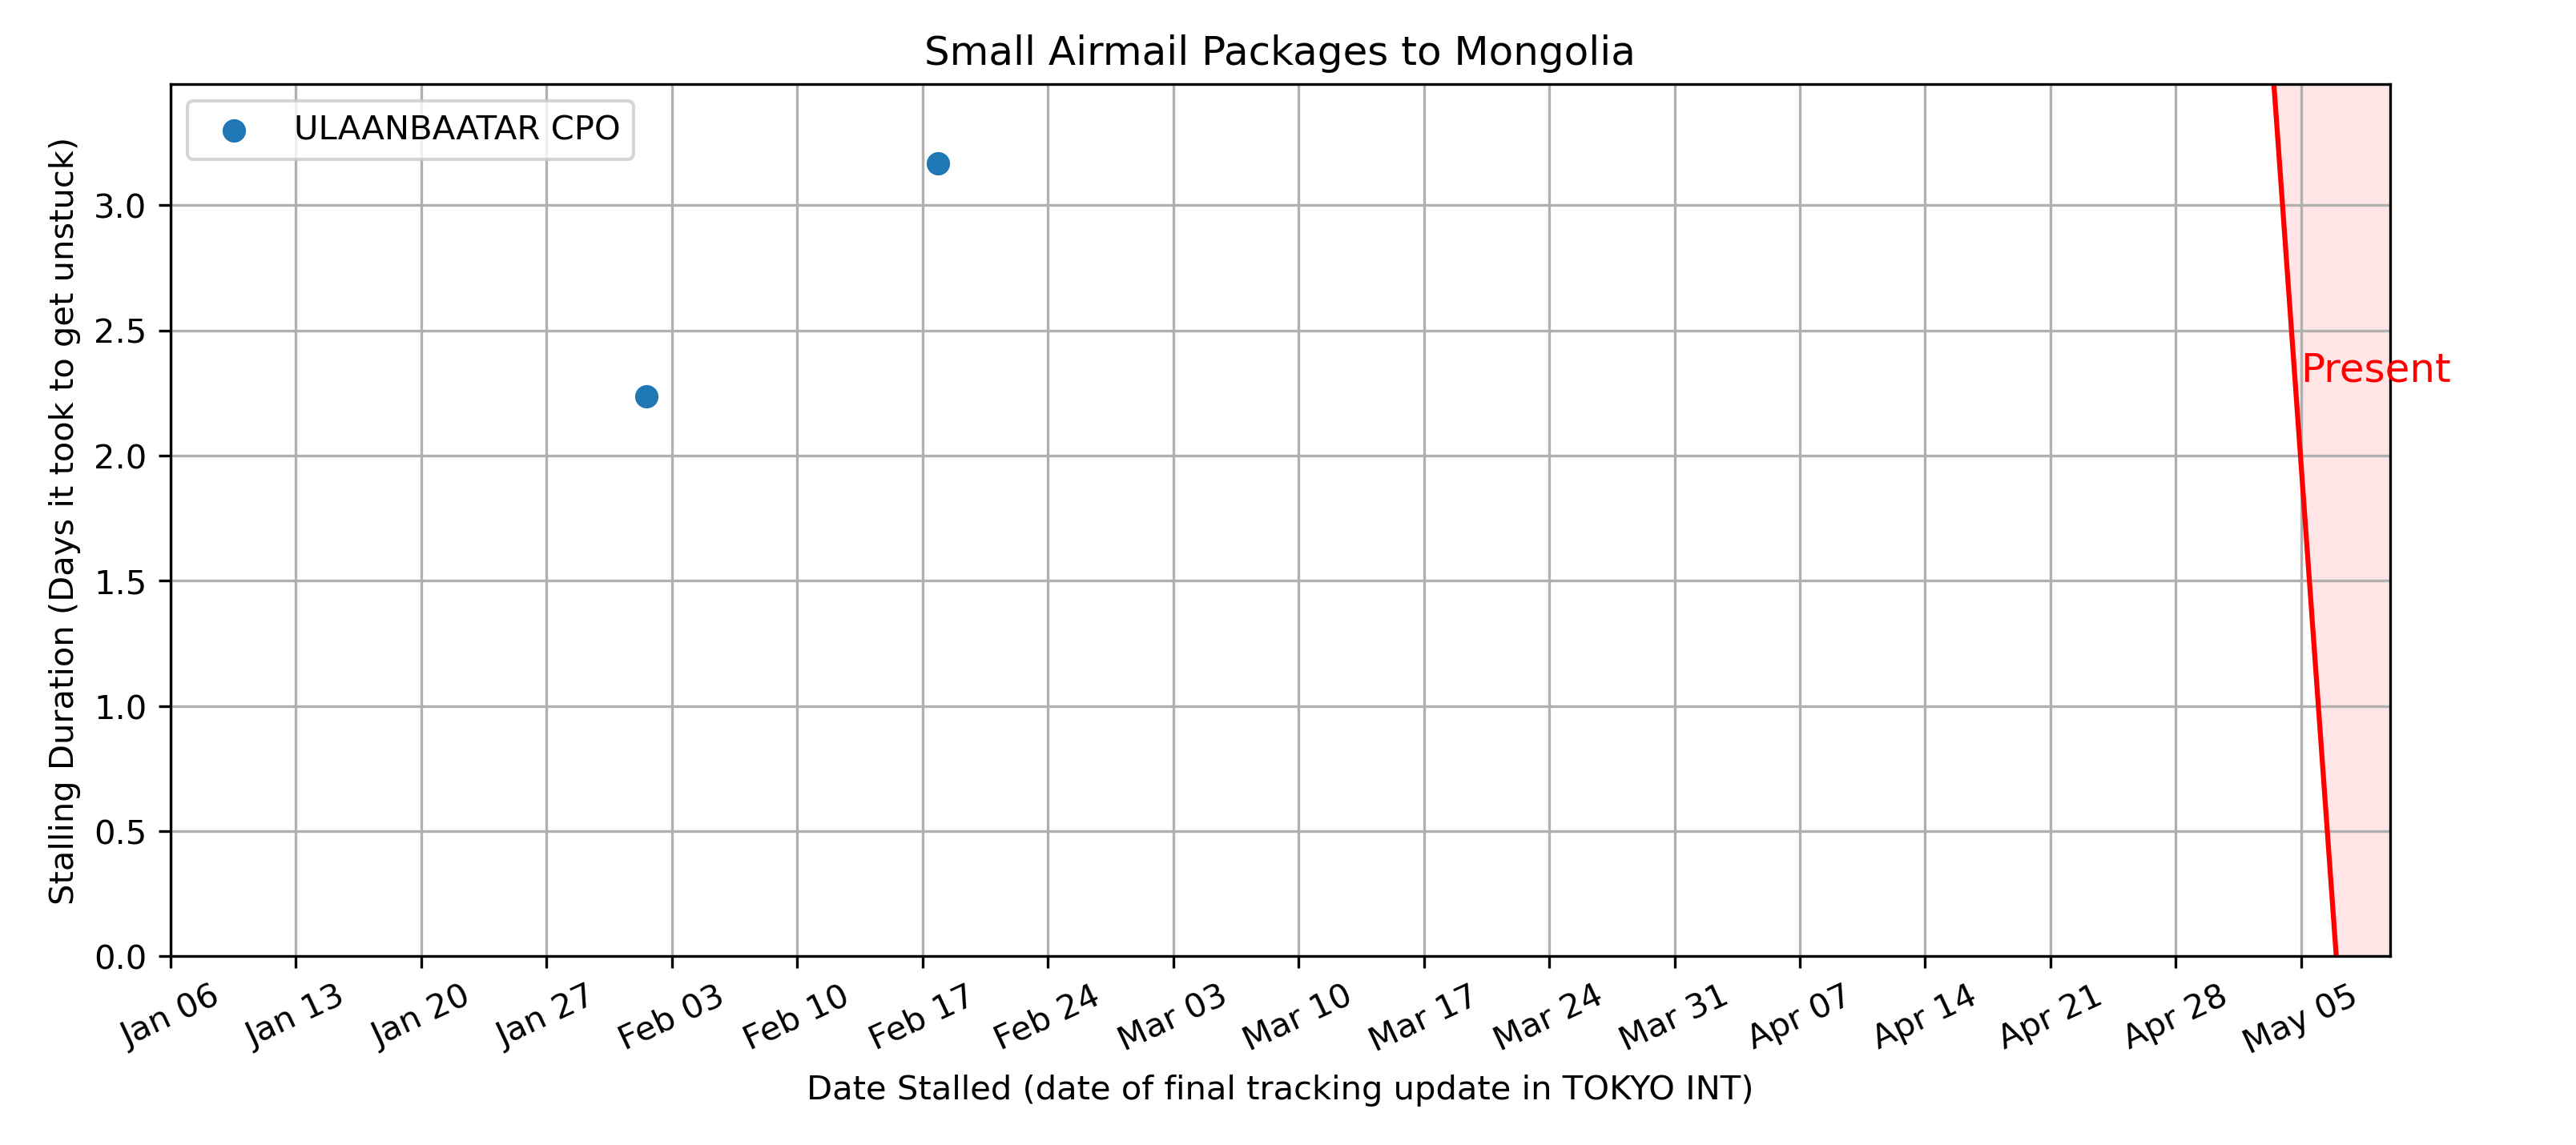 Small Airmail Packages to Mongolia
ULAANBAATAR CPO
Stalling Duration (Days it took to get unstuck)
3.0
2.5
2.0
1.5
1.0
0.5
0.0
Present
Jan 06
Jan 13
Jan 20
Jan 27
Feb 03
Feb 10
Feb 17
Feb 24
Mar 03
Mar 10
Mar 17
Mar 24
Mar 31
Apr 07
Apr 14
Apr 21
Apr 28
May 05
Date Stalled (date of final tracking update in TOKYO INT)